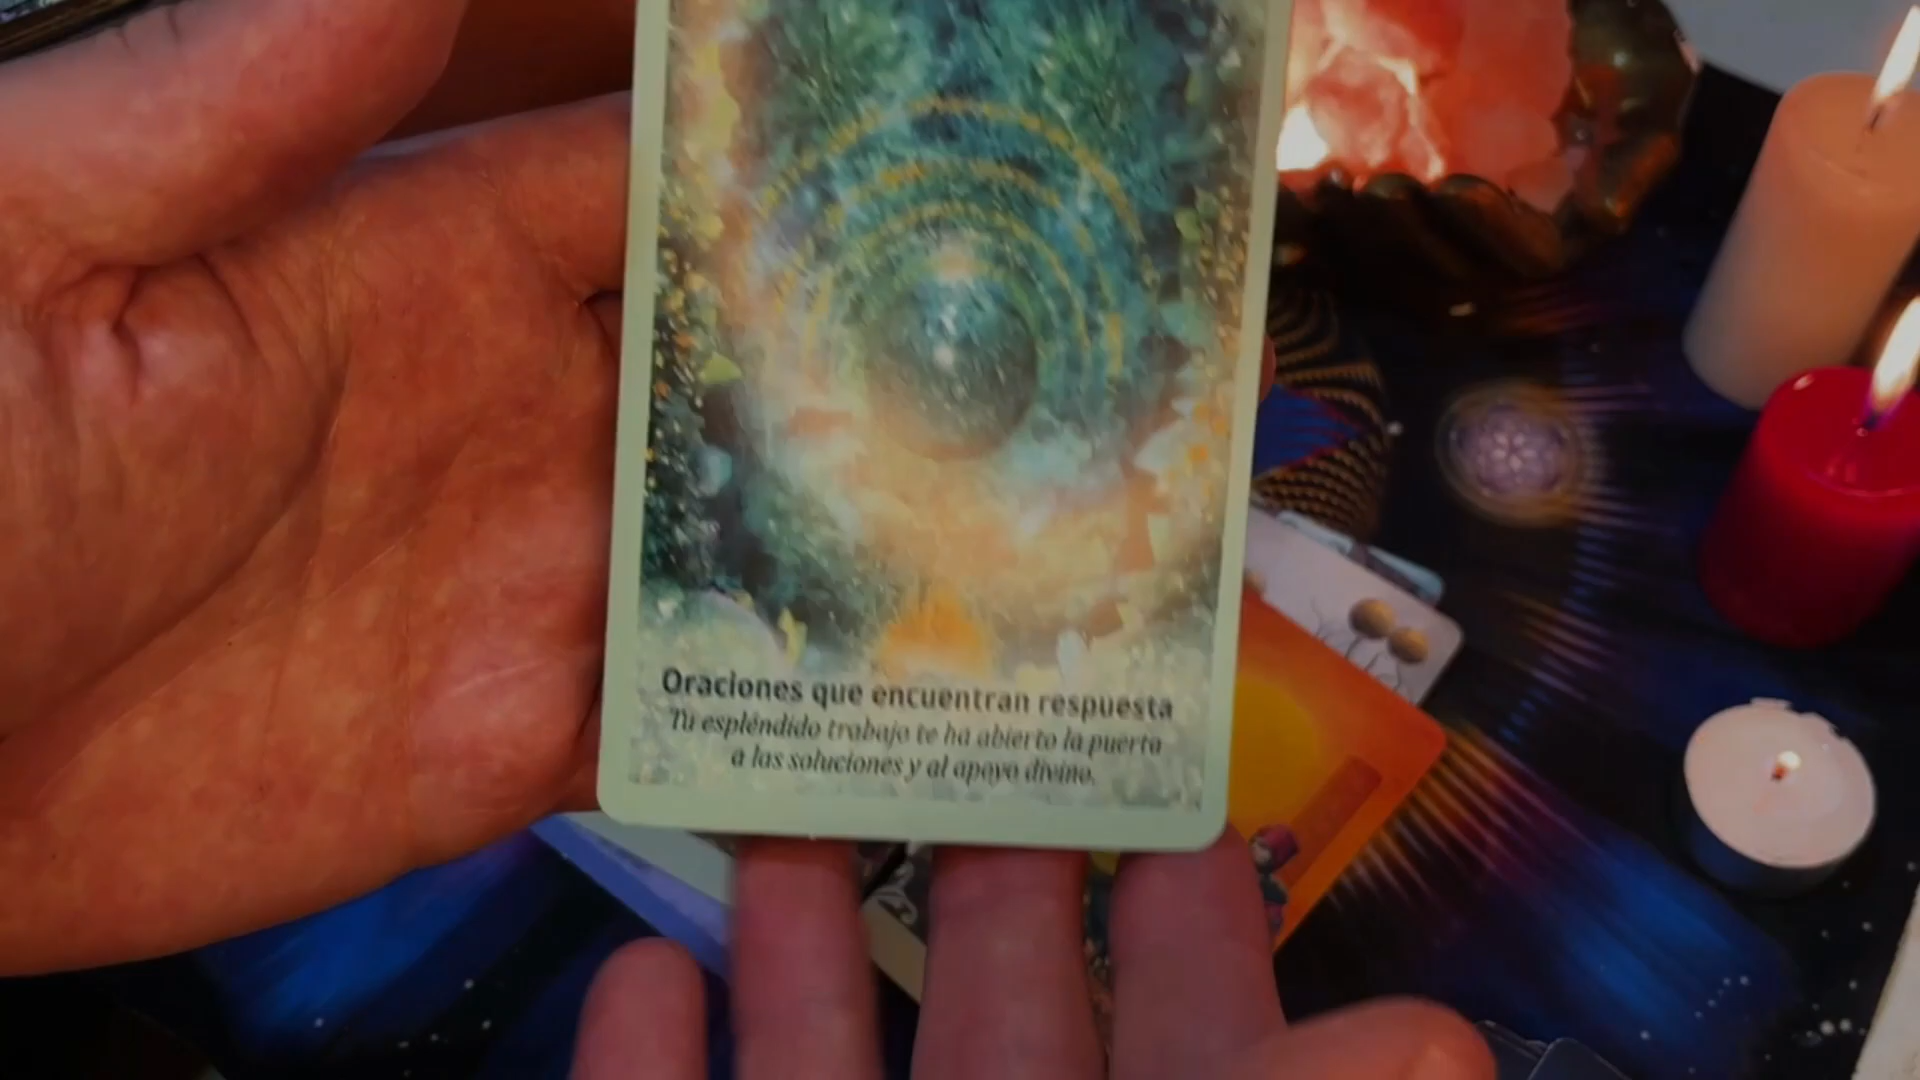 Oraciones que encuentran respuesta
Tu espléndido trabajo te ha abierto la puerta
a las soluciones y al apoyo divino.